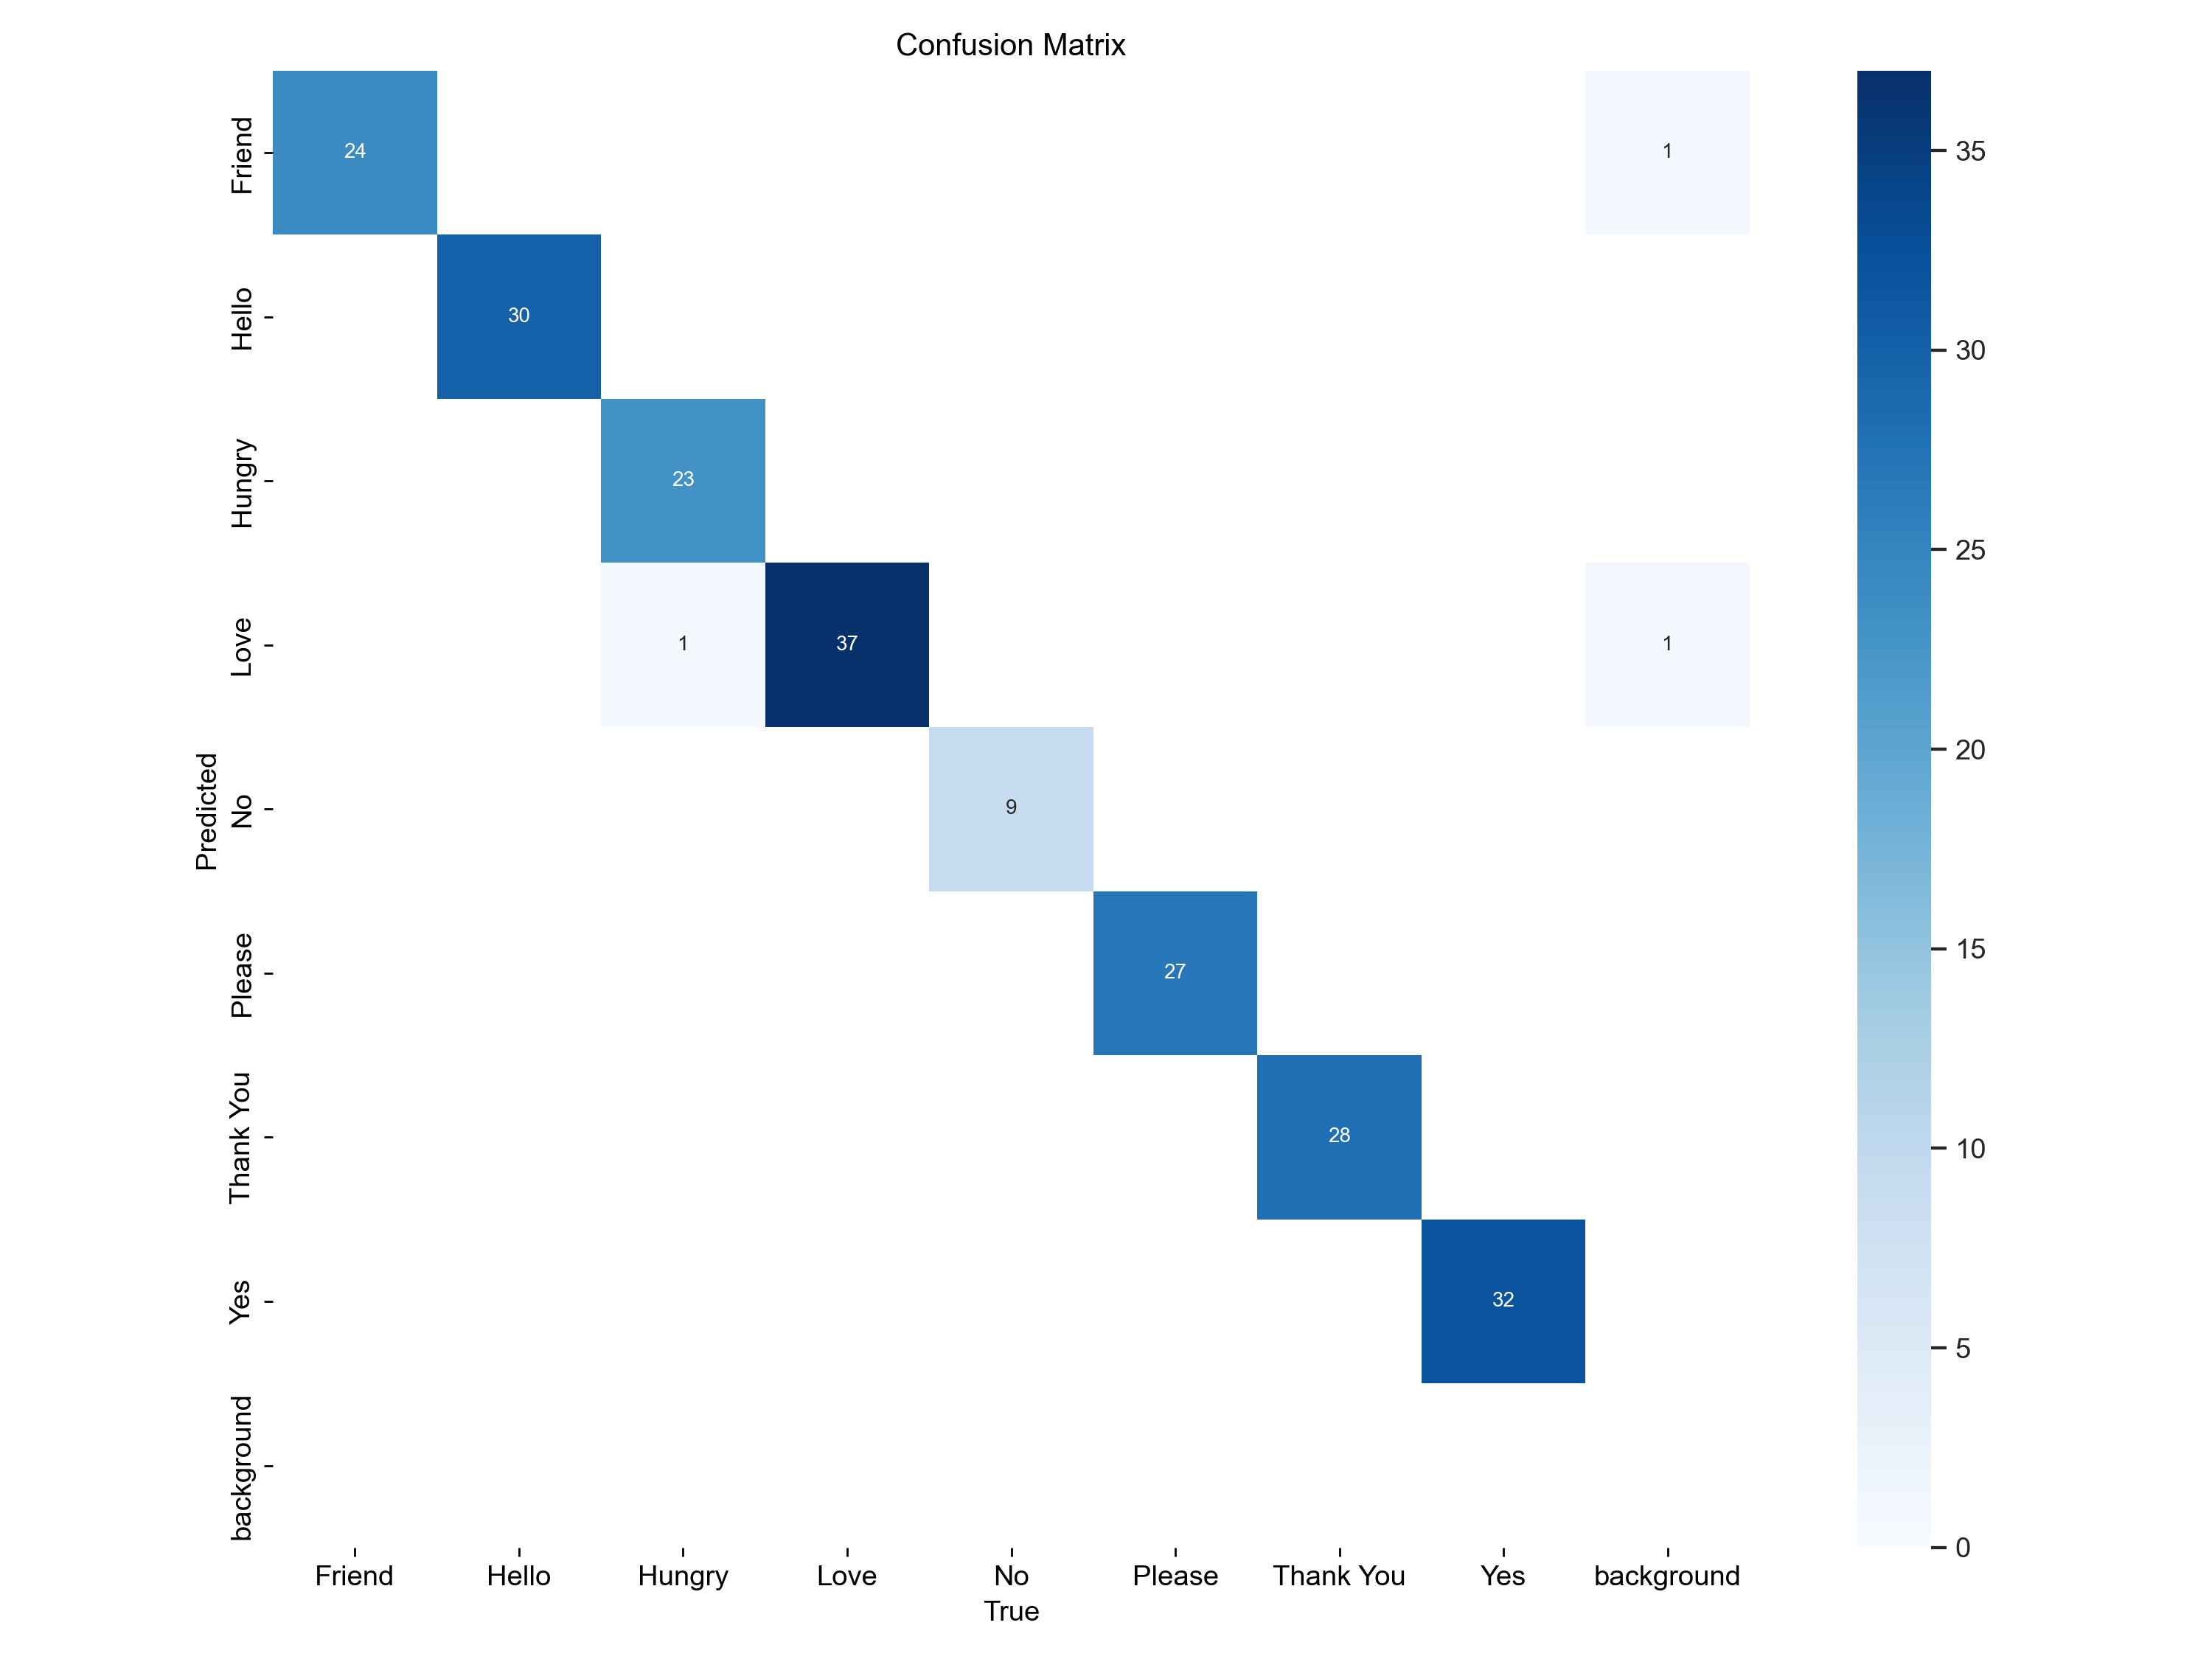 Confusion Matrix
Friend
24
1
35
Hello
30
30
Hungry
23
25
Love
1
37
1
20
Predicted
No
9
15
Please
27
Thank You
28
10
Yes
32
5
background
0
Friend Hello Hungry Love No Please Thank You Yes background
True